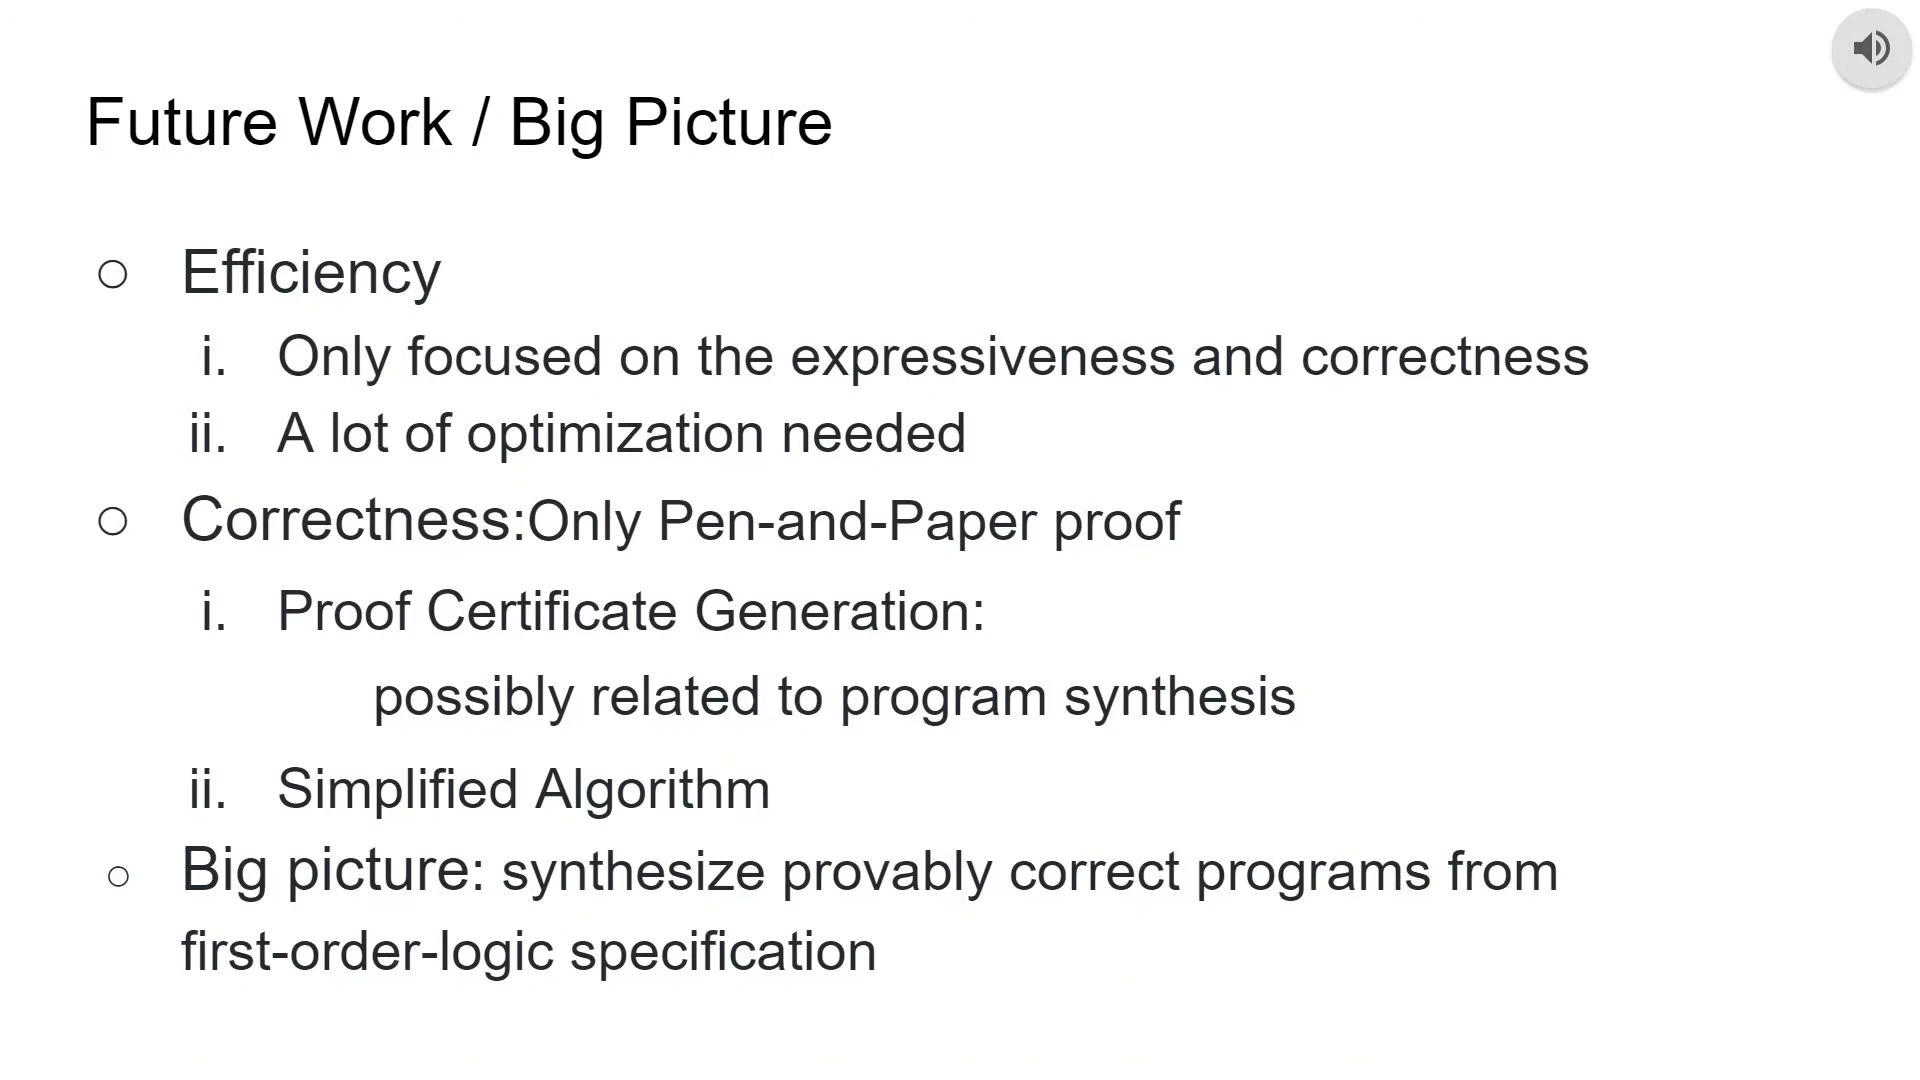 Future Work / Big Picture
○ Efficiency
i. Only focused on the expressiveness and correctness
ii. A lot of optimization needed
○ Correctness:Only Pen-and-Paper proof
i. Proof Certificate Generation:
possibly related to program synthesis
ii. Simplified Algorithm
○ Big picture: synthesize provably correct programs from
first-order-logic specification